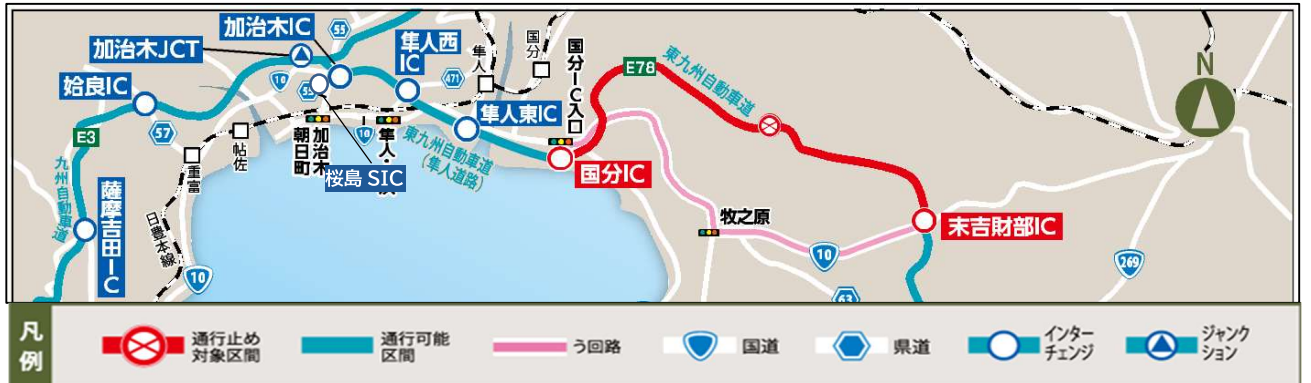 加治木IC
55
加治木JCT
隼人西
IC
隼人
国分
国分IC入口
E78
東九州自動車道
N
姶良IC
10
55
471
隼人東IC
57
E3
帖佐
重富
加治木
朝日町
10
東九州自動車道
(隼人道路)
国分IC
桜島 SIC
九州自動車道
薩摩吉田IC
日豊本線
10
牧之原
末吉財部IC
10
63
269
凡例
通行止め
対象区間
通行可能
区間
う回路
国道
県道
インター
チェンジ
ジャンク
ション